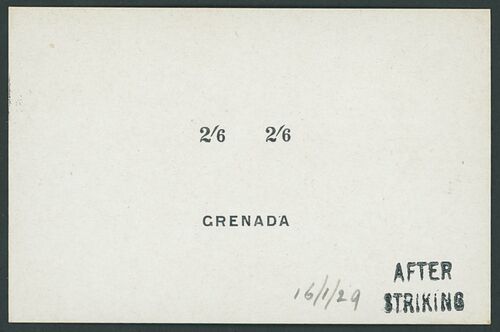 2/6 2/6
GRENADA
16/1/29
AFTER
STRIKING